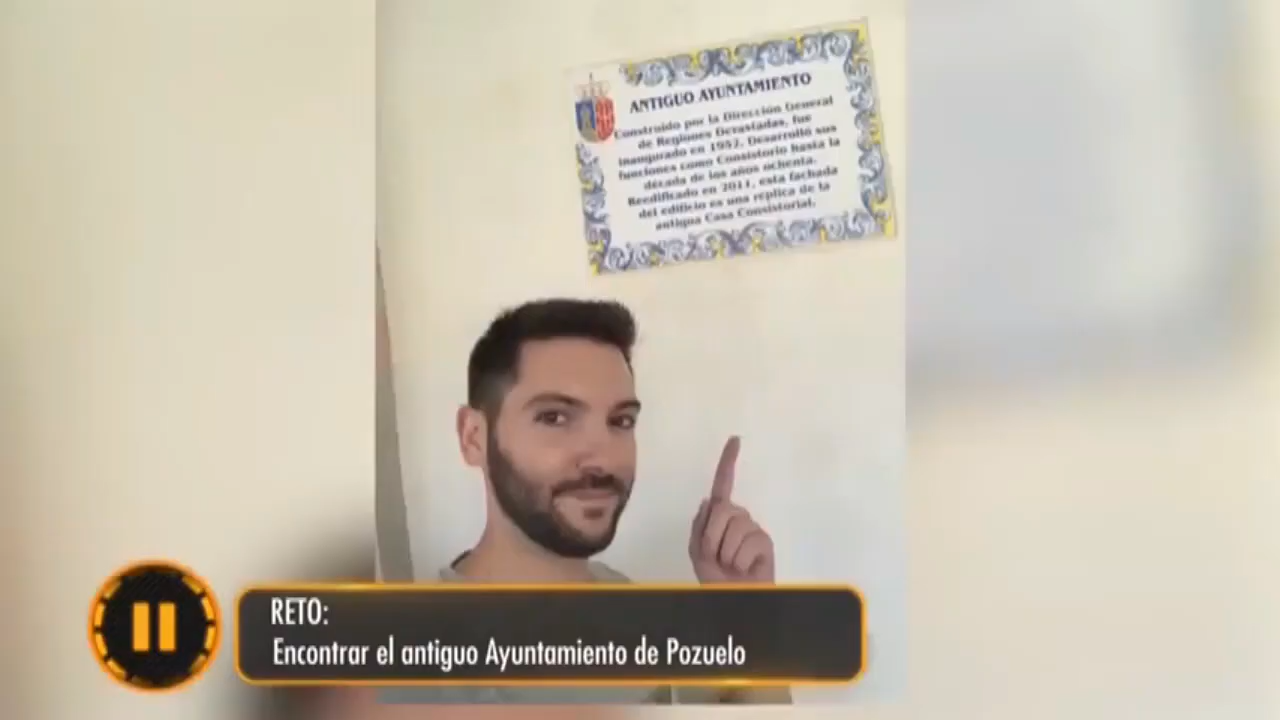 ANTIGUO AYUNTAMIENTO
Construido por la Dirección General
de Regiones Devastadas, fue
inaugurado en 1952. Desarrolló sus
funciones como Consistorio hasta la
década de los años ochenta.
Reedificado en 2011, esta fachada
del edificio es una replica de la
antigua Casa Consistorial.
RETO:
Encontrar el antiguo Ayuntamiento de Pozuelo